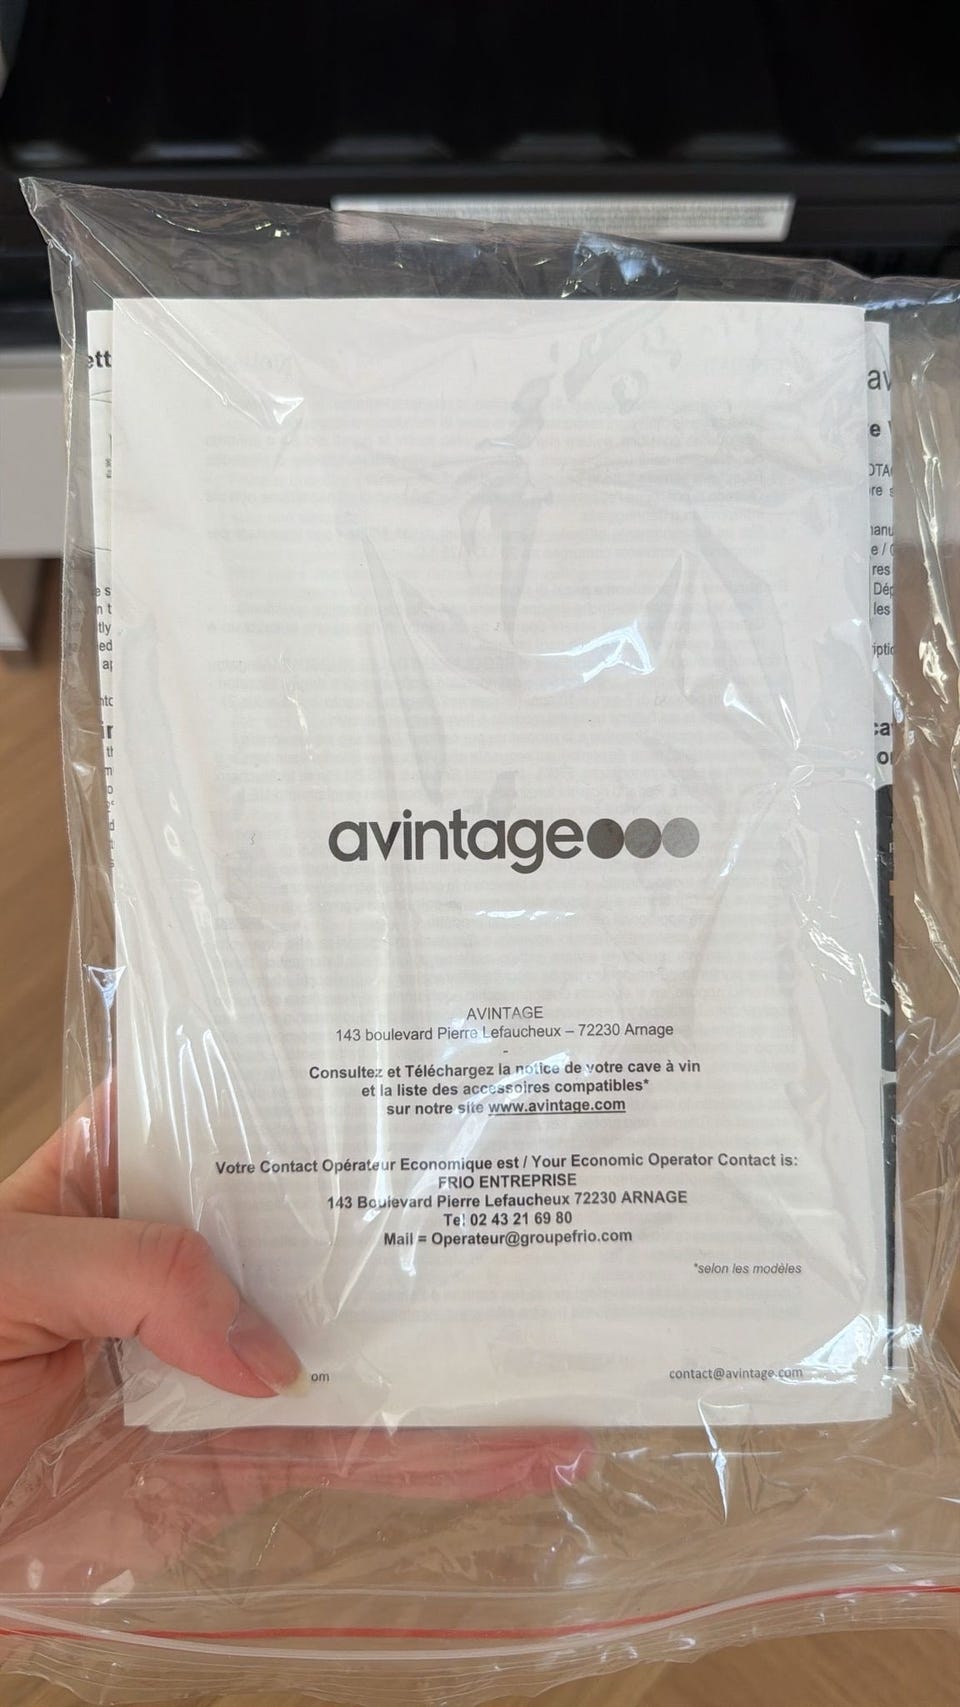 avintage
AVINTAGE
143 boulevard Pierre Lefaucheux – 72230 Arnage
-
Consultez et Téléchargez la notice de votre cave à vin
et la liste des accessoires compatibles*
sur notre site www.avintage.com
Votre Contact Opérateur Economique est / Your Economic Operator Contact is:
FRIO ENTREPRISE
143 Boulevard Pierre Lefaucheux 72230 ARNAGE
Tel 02 43 21 69 80
Mail = Operateur@groupefrio.com
*selon les modèles
om contact@avintage.com